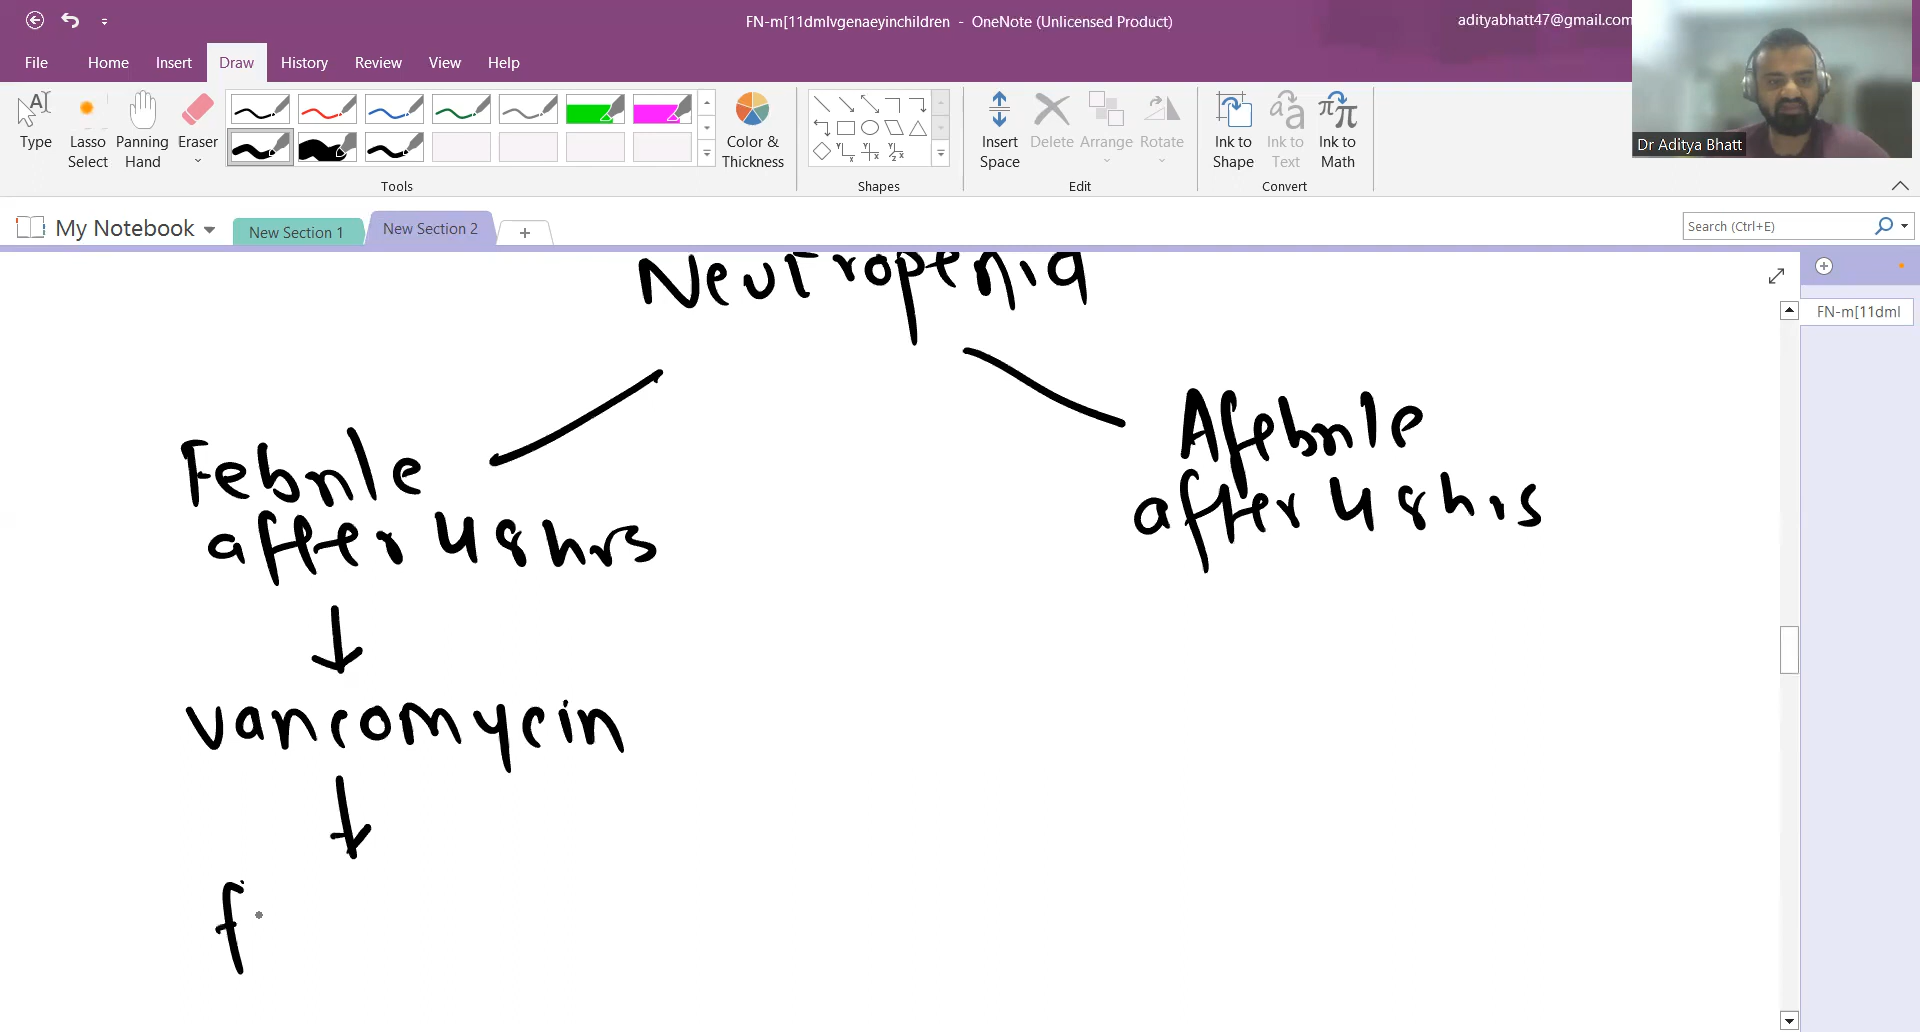 FN-m[11dmlvgenaeyinchildren - OneNote (Unlicensed Product)
adityabhatt47@gmail.com
File Home Insert Draw History Review View Help
Type
Lasso Select
Panning Hand
Eraser
Color & Thickness
Insert Space
Delete
Arrange
Rotate
Ink to Shape
Ink to Text
Ink to Math
Dr Aditya Bhatt
Tools Shapes Edit Convert
My Notebook New Section 1 New Section 2
Search (Ctrl+E)
FN-m[11dml
Neutropenia
Febrile
after 48hrs
Afebrile
after 48hrs
vancomycin
f